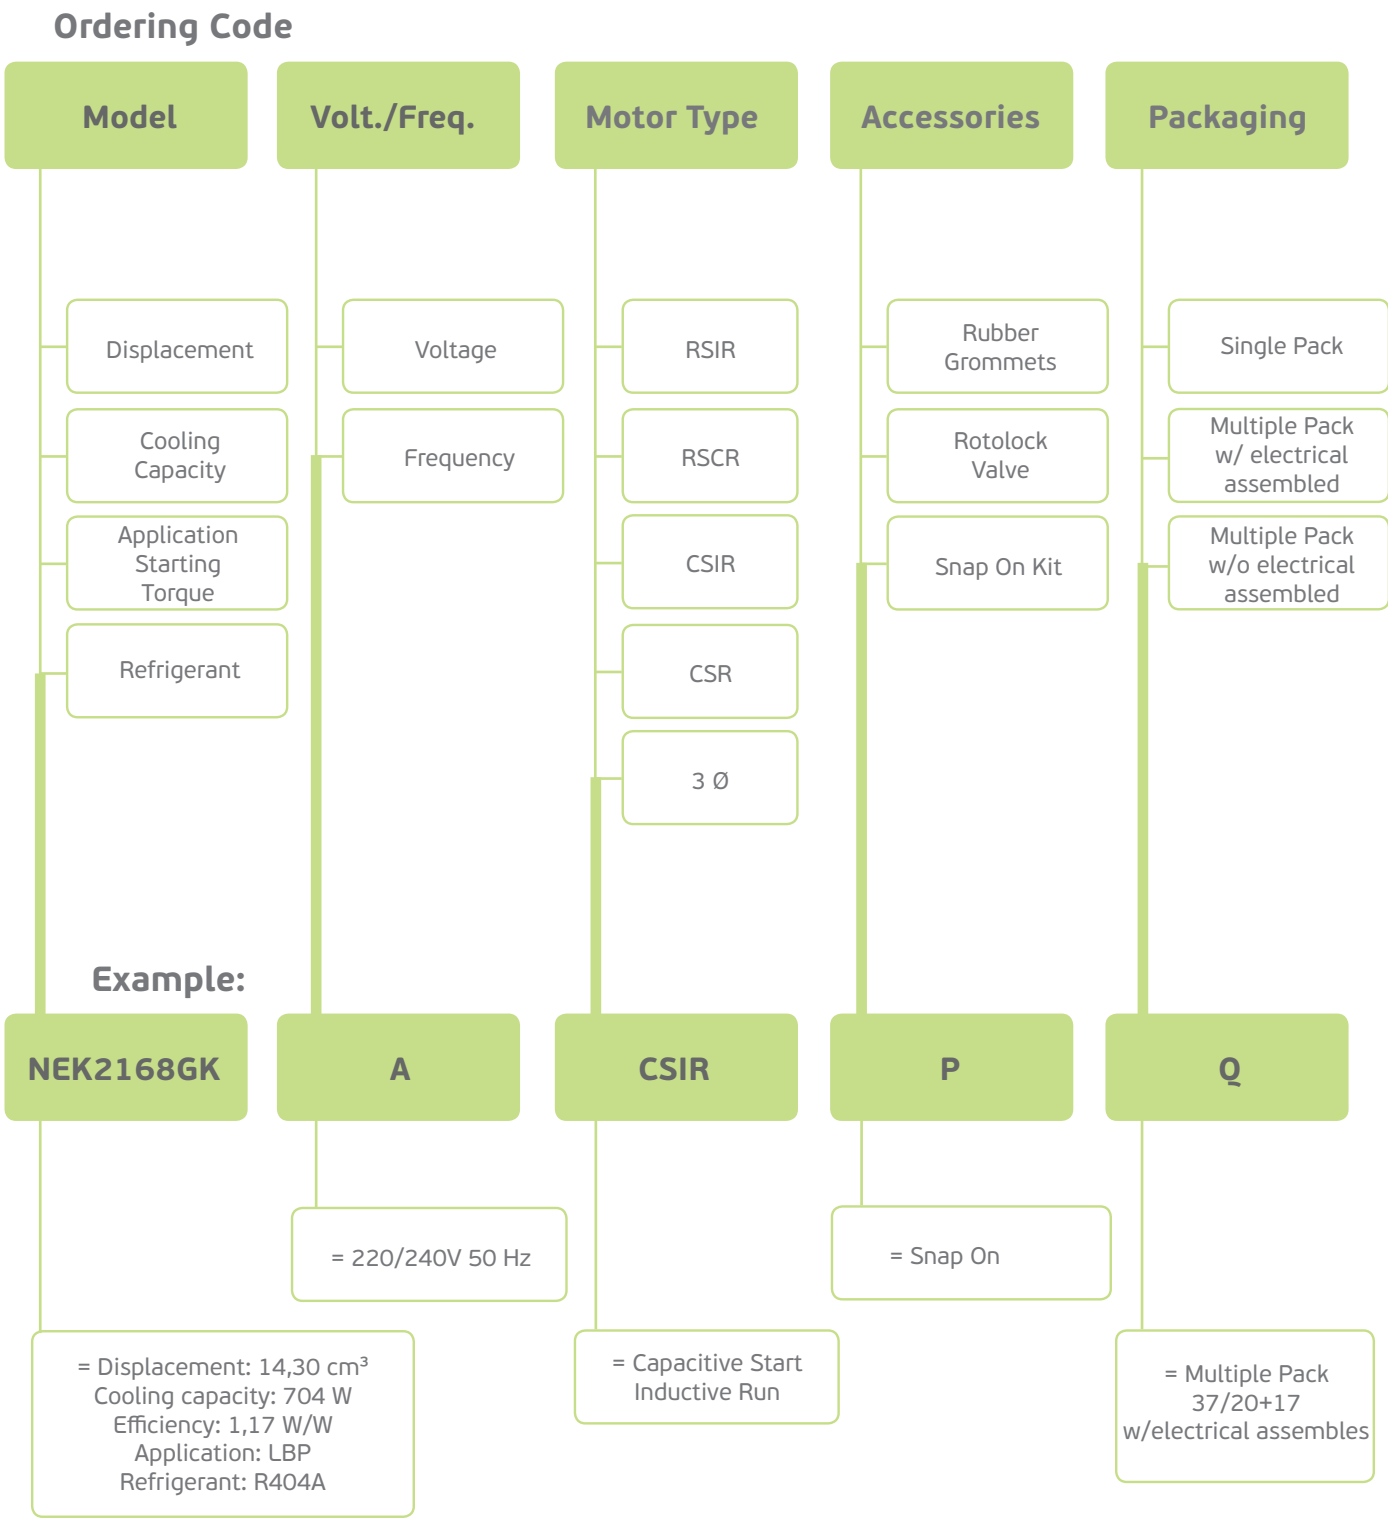 Ordering Code
Model
Volt./Freq.
Motor Type
Accessories
Packaging
Displacement
Cooling
Capacity
Application
Starting
Torque
Refrigerant
Voltage
Frequency
RSIR
RSCR
CSIR
CSR
3 Ø
Rubber
Grommets
Rotolock
Valve
Snap On Kit
Single Pack
Multiple Pack
w/ electrical
assembled
Multiple Pack
w/o electrical
assembled
Example:
NEK2168GK
A
CSIR
P
Q
= Displacement: 14,30 cm³
Cooling capacity: 704 W
Efficiency: 1,17 W/W
Application: LBP
Refrigerant: R404A
= 220/240V 50 Hz
= Capacitive Start
Inductive Run
= Snap On
= Multiple Pack
37/20+17
w/electrical assembles